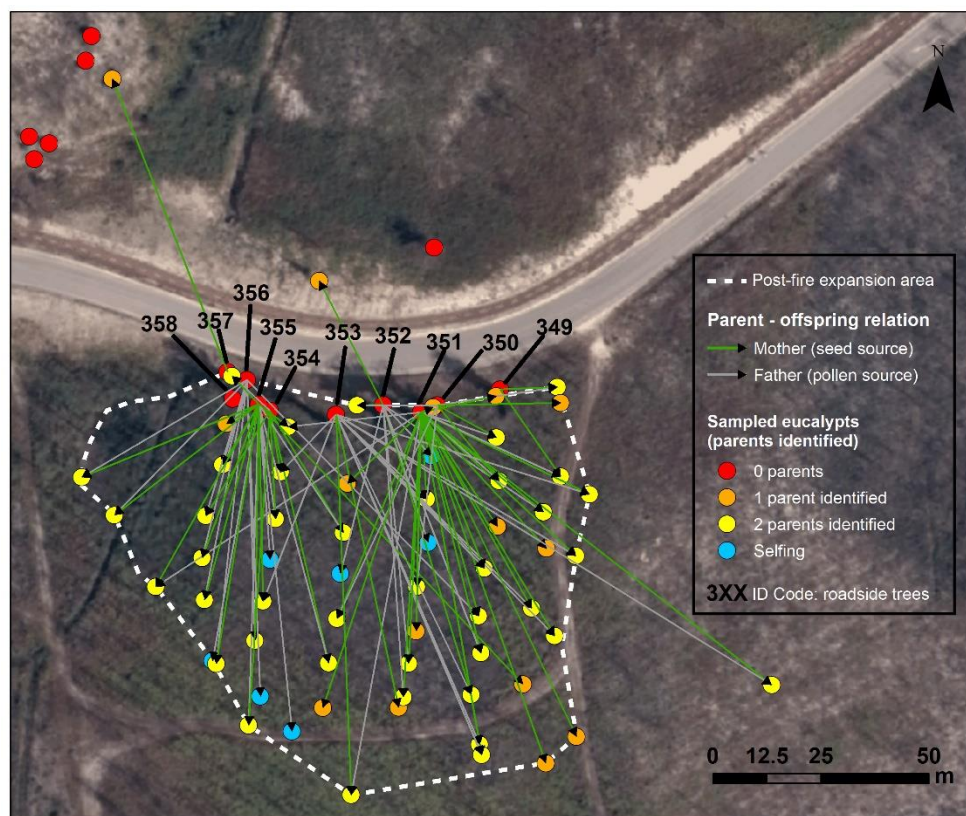 N
356
357
355
358
354
353
352
351
350
349
Post-fire expansion area
Parent - offspring relation
Mother (seed source)
Father (pollen source)
Sampled eucalypts
(parents identified)
0 parents
1 parent identified
2 parents identified
Selfing
3XX ID Code: roadside trees
0 12.5 25 50
m